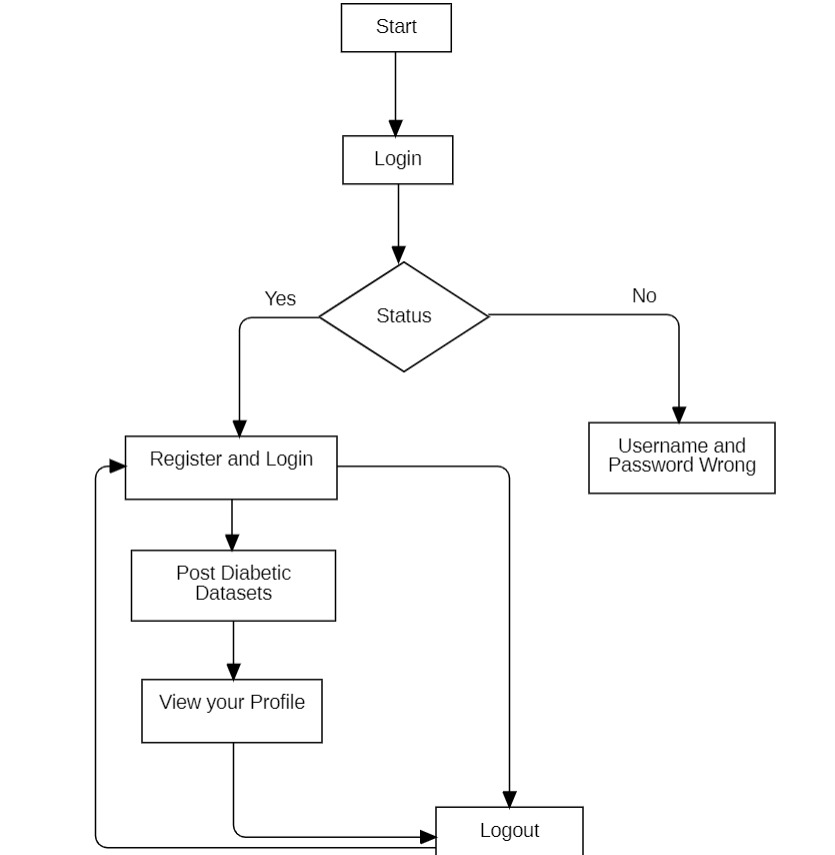 Start
Login
Status
Yes
No
Register and Login
Username and
Password Wrong
Post Diabetic
Datasets
View your Profile
Logout